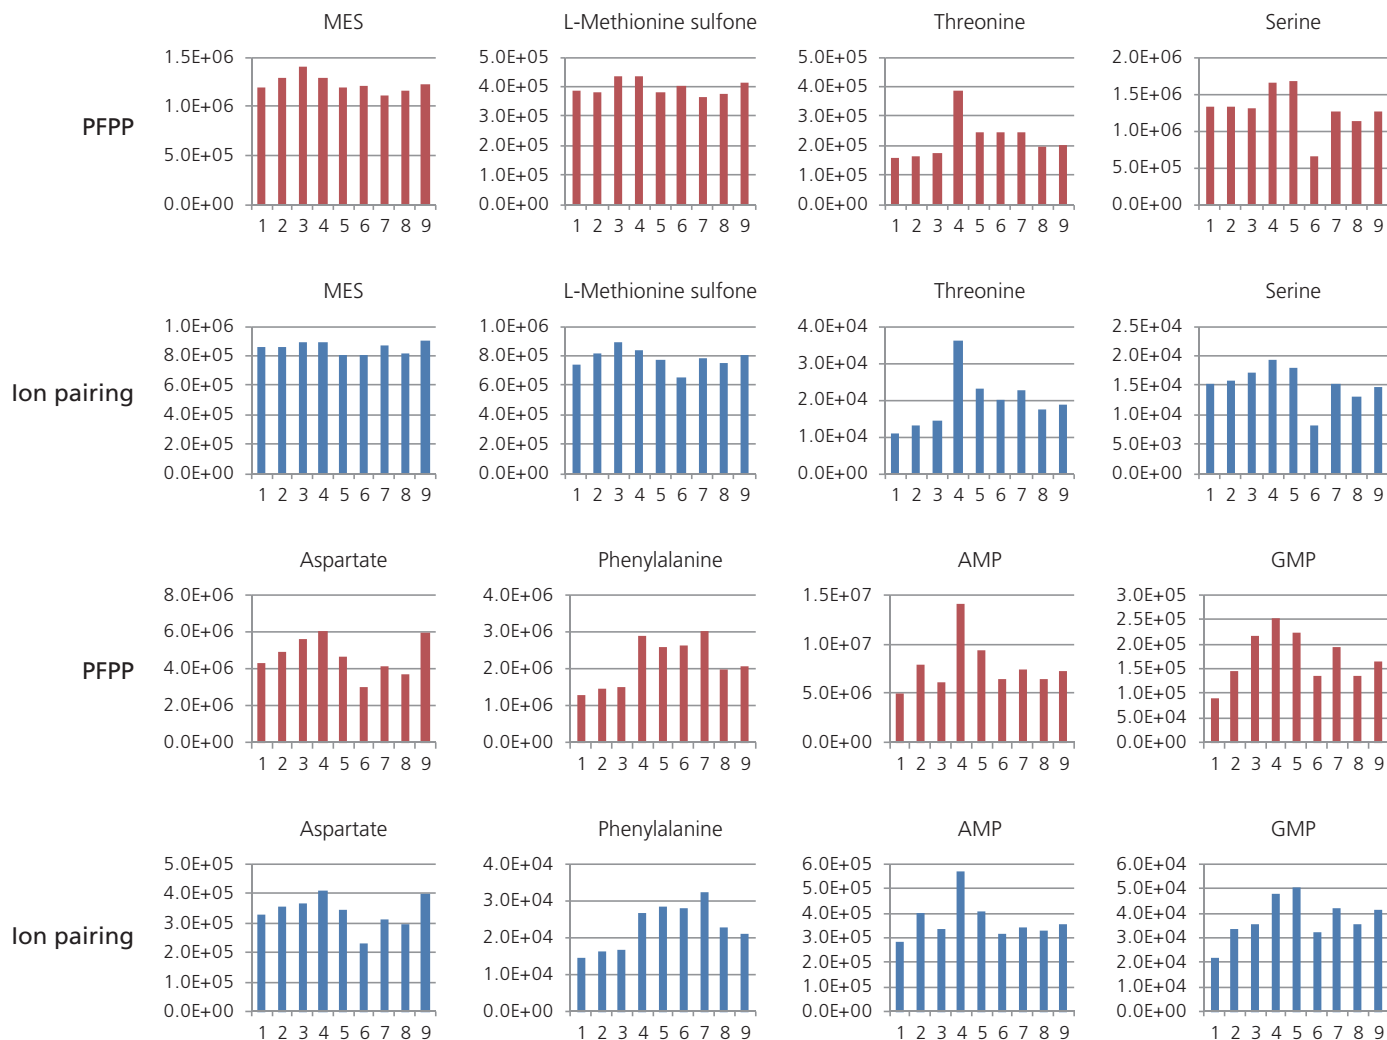 MES L-Methionine sulfone Threonine Serine
PFPP
1.5E+06 5.0E+05 5.0E+05 2.0E+06
4.0E+05 4.0E+05 1.5E+06
1.0E+06 3.0E+05 3.0E+05 1.0E+06
5.0E+05 2.0E+05 2.0E+05 5.0E+05
1.0E+05 1.0E+05
0.0E+00 0.0E+00 0.0E+00 0.0E+00
1 2 3 4 5 6 7 8 9 1 2 3 4 5 6 7 8 9 1 2 3 4 5 6 7 8 9 1 2 3 4 5 6 7 8 9
MES L-Methionine sulfone Threonine Serine
Ion pairing
1.0E+06 1.0E+06 4.0E+04 2.5E+04
8.0E+05 8.0E+05 3.0E+04 2.0E+04
6.0E+05 6.0E+05 2.0E+04 1.5E+04
4.0E+05 4.0E+05 1.0E+04 1.0E+04
2.0E+05 2.0E+05 5.0E+03
0.0E+00 0.0E+00 0.0E+00 0.0E+00
1 2 3 4 5 6 7 8 9 1 2 3 4 5 6 7 8 9 1 2 3 4 5 6 7 8 9 1 2 3 4 5 6 7 8 9
Aspartate Phenylalanine AMP GMP
PFPP
8.0E+06 4.0E+06 1.5E+07 3.0E+05
6.0E+06 3.0E+06 1.0E+07 2.5E+05
4.0E+06 2.0E+06 5.0E+06 2.0E+05
2.0E+06 1.0E+06 1.5E+05
1.0E+05
5.0E+04
0.0E+00 0.0E+00 0.0E+00 0.0E+00
1 2 3 4 5 6 7 8 9 1 2 3 4 5 6 7 8 9 1 2 3 4 5 6 7 8 9 1 2 3 4 5 6 7 8 9
Aspartate Phenylalanine AMP GMP
Ion pairing
5.0E+05 4.0E+04 6.0E+05 6.0E+04
4.0E+05 3.0E+04 5.0E+05 5.0E+04
3.0E+05 2.0E+04 4.0E+05 4.0E+04
2.0E+05 1.0E+04 3.0E+05 3.0E+04
1.0E+05 2.0E+05 2.0E+04
1.0E+05 1.0E+04
0.0E+00 0.0E+00 0.0E+00 0.0E+00
1 2 3 4 5 6 7 8 9 1 2 3 4 5 6 7 8 9 1 2 3 4 5 6 7 8 9 1 2 3 4 5 6 7 8 9